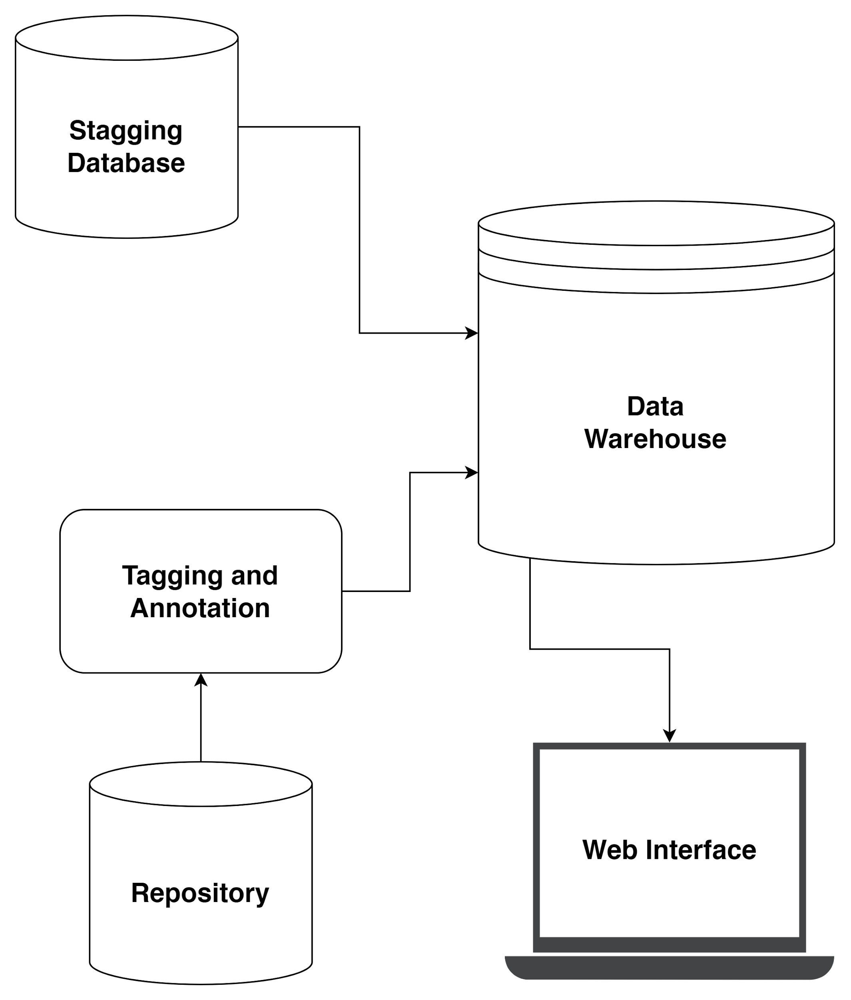 Stagging
Database
Data
Warehouse
Tagging and
Annotation
Web Interface
Repository